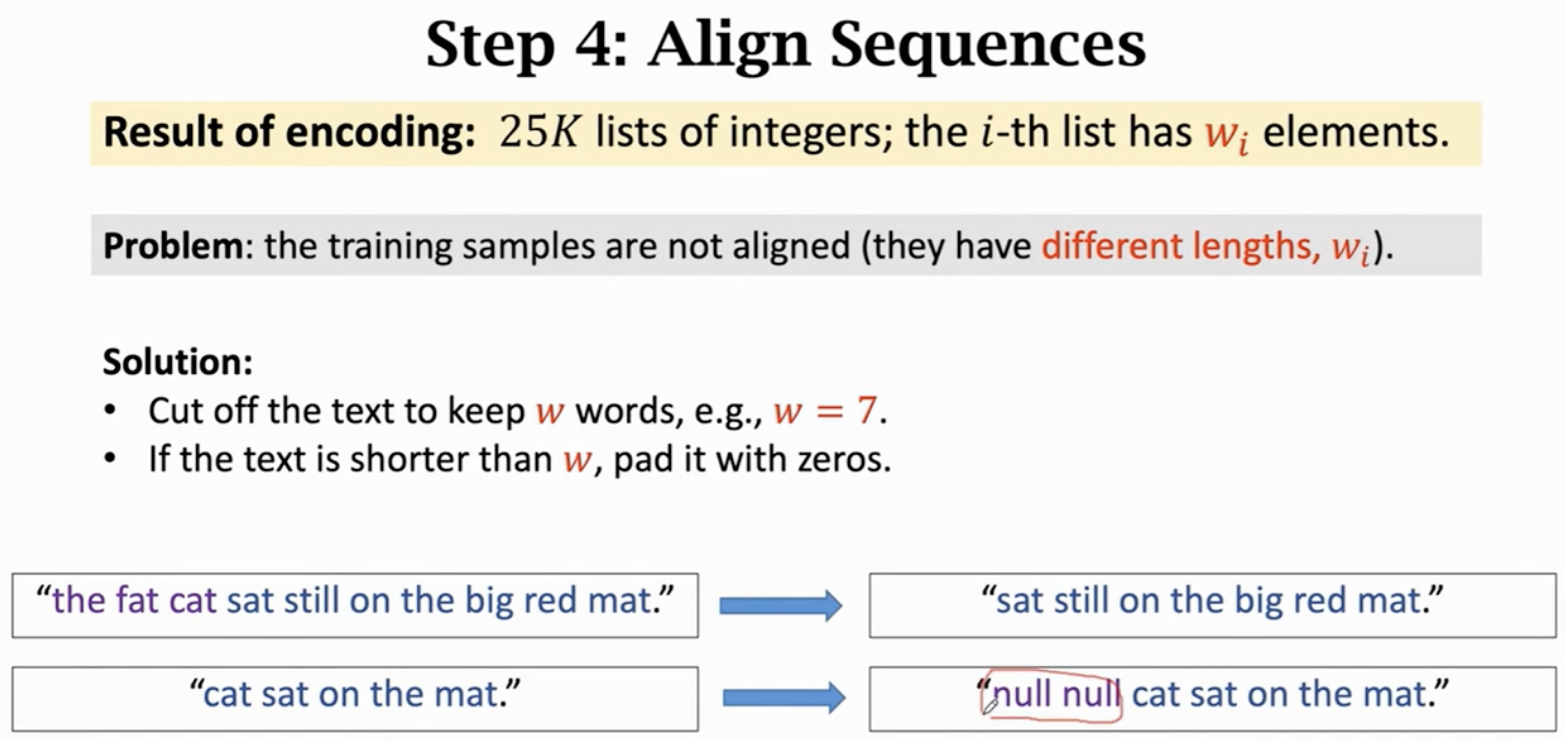 Step 4: Align Sequences
Result of encoding: 25K lists of integers; the i-th list has wᵢ elements.
Problem: the training samples are not aligned (they have different lengths, wᵢ).
Solution:
• Cut off the text to keep w words, e.g., w = 7.
• If the text is shorter than w, pad it with zeros.
“the fat cat sat still on the big red mat.”
“sat still on the big red mat.”
“cat sat on the mat.”
“null null cat sat on the mat.”